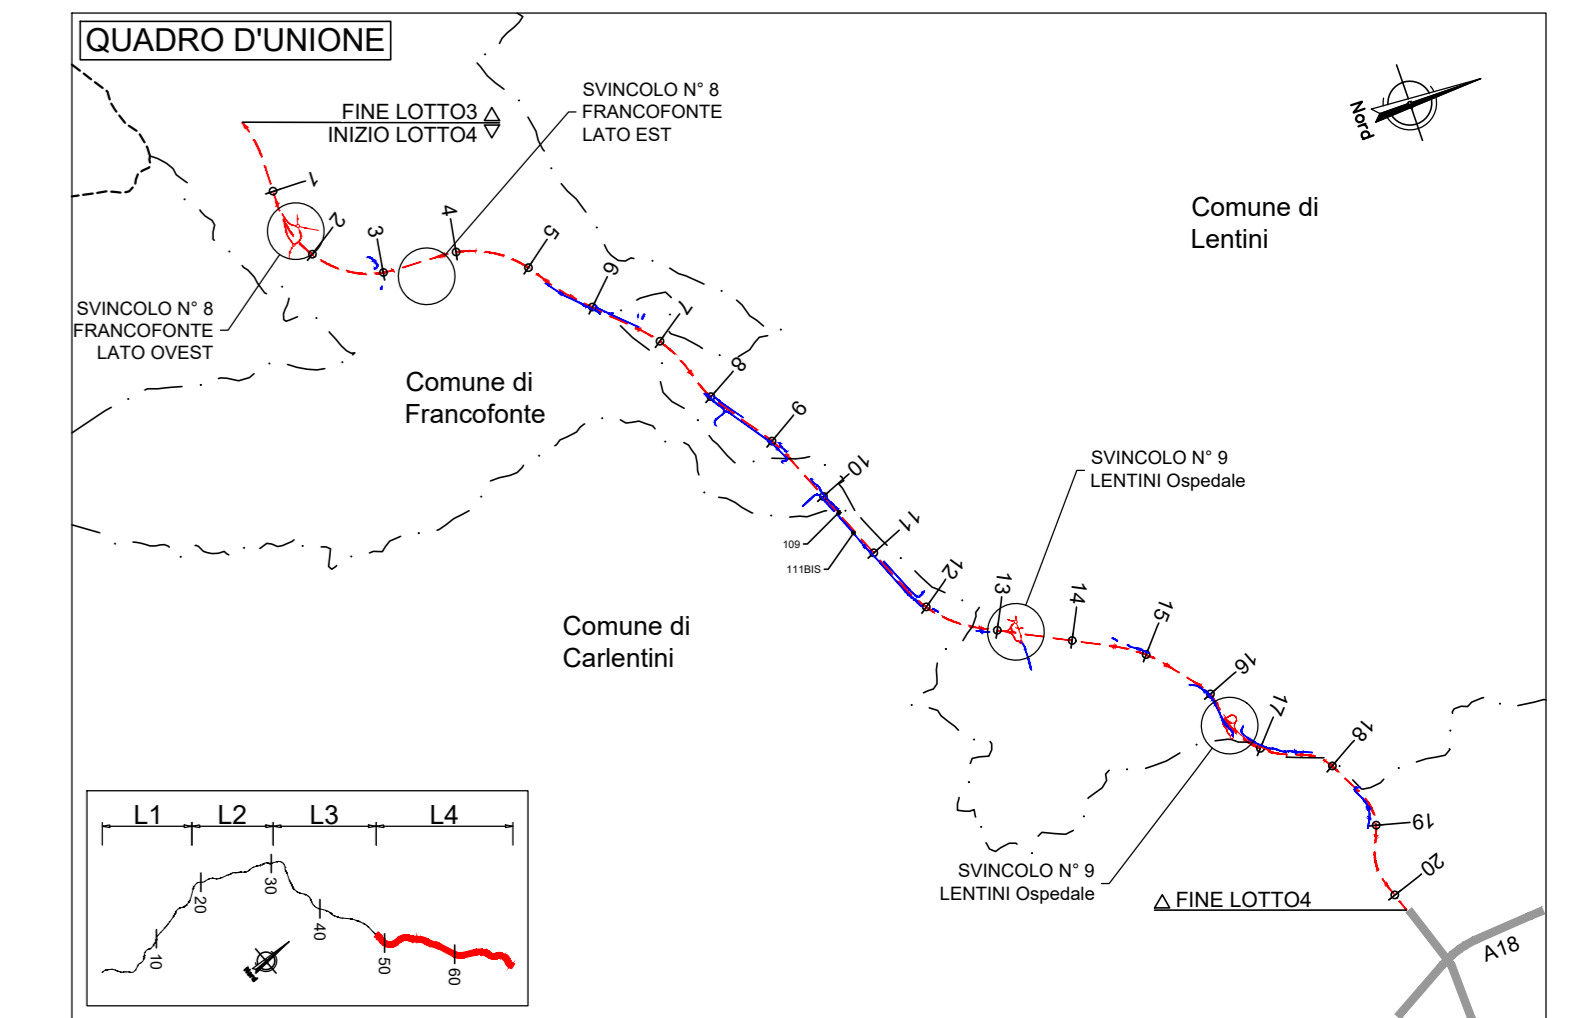 QUADRO D'UNIONE
FINE LOTTO3
INIZIO LOTTO4
SVINCOLO N° 8
FRANCOFONTE
LATO EST
Nord
Comune di
Lentini
1
2
3
4
5
6
7
8
9
10
11
12
13
14
15
16
17
18
19
20
SVINCOLO N° 8
FRANCOFONTE
LATO OVEST
Comune di
Francofonte
SVINCOLO N° 9
LENTINI Ospedale
109
111BIS
Comune di
Carlentini
SVINCOLO N° 9
LENTINI Ospedale
FINE LOTTO4
A18
L1 L2 L3 L4
10
20
30
40
50
60
Nord